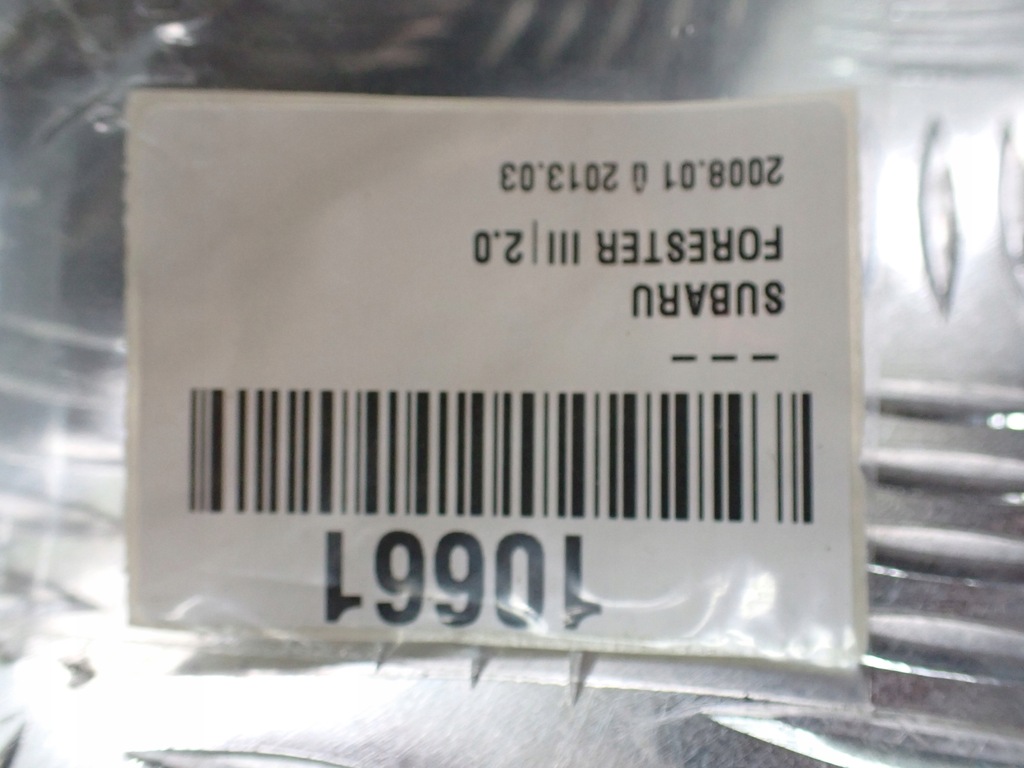 10661
– – –
SUBARU
FORESTER III|2.0
2008.01 û 2013.03